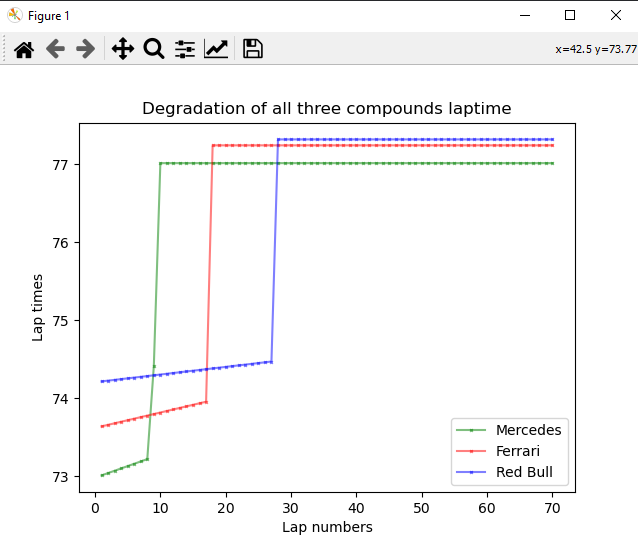 Figure 1
x=42.5 y=73.77
Degradation of all three compounds laptime
77
76
75
74
73
Lap times
Mercedes
Ferrari
Red Bull
0 10 20 30 40 50 60 70
Lap numbers